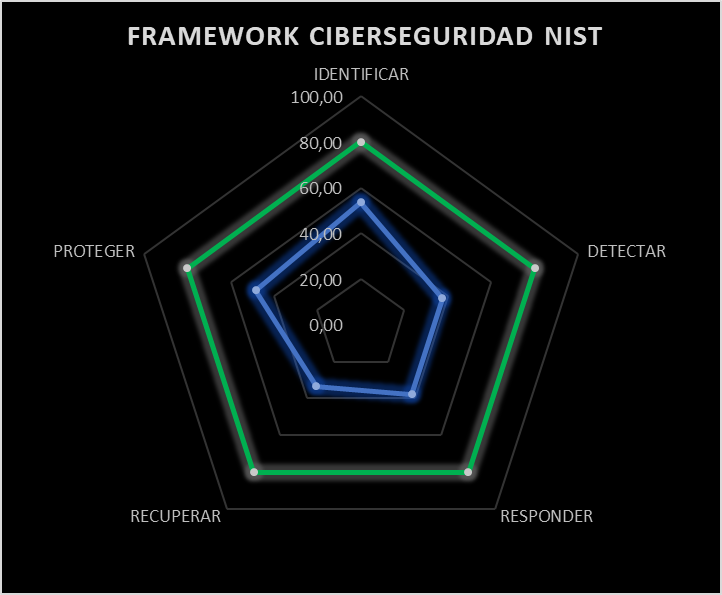 FRAMEWORK CIBERSEGURIDAD NIST
IDENTIFICAR
100,00
80,00
60,00
40,00
20,00
0,00
PROTEGER
DETECTAR
RECUPERAR
RESPONDER